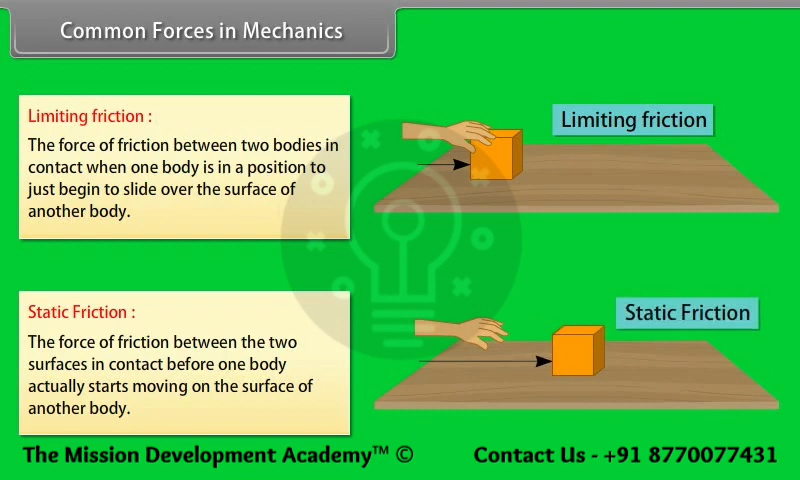 Common Forces in Mechanics
Limiting friction :
The force of friction between two bodies in
contact when one body is in a position to
just begin to slide over the surface of
another body.
Limiting friction
Static Friction :
The force of friction between the two
surfaces in contact before one body
actually starts moving on the surface of
another body.
Static Friction
The Mission Development Academy™ ©
Contact Us - +91 8770077431